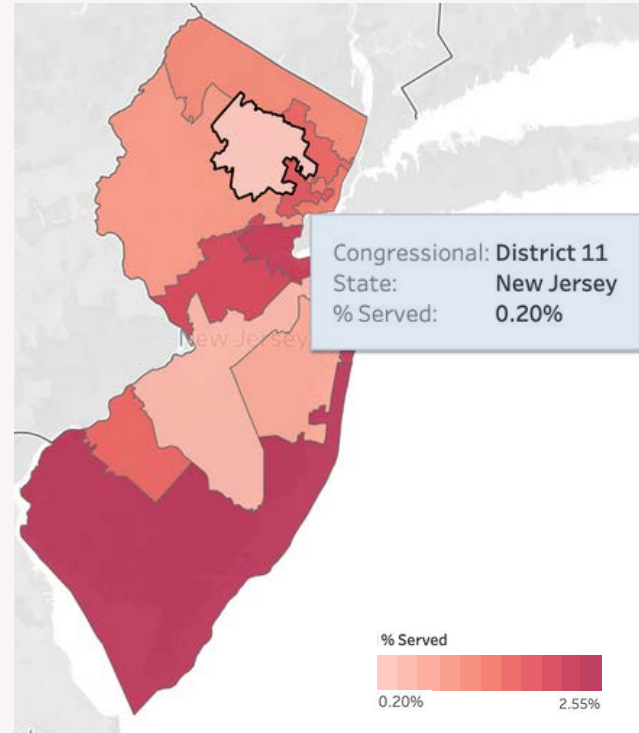 Congressional: District 11
State: New Jersey
% Served: 0.20%
New Jersey
% Served
0.20% 2.55%